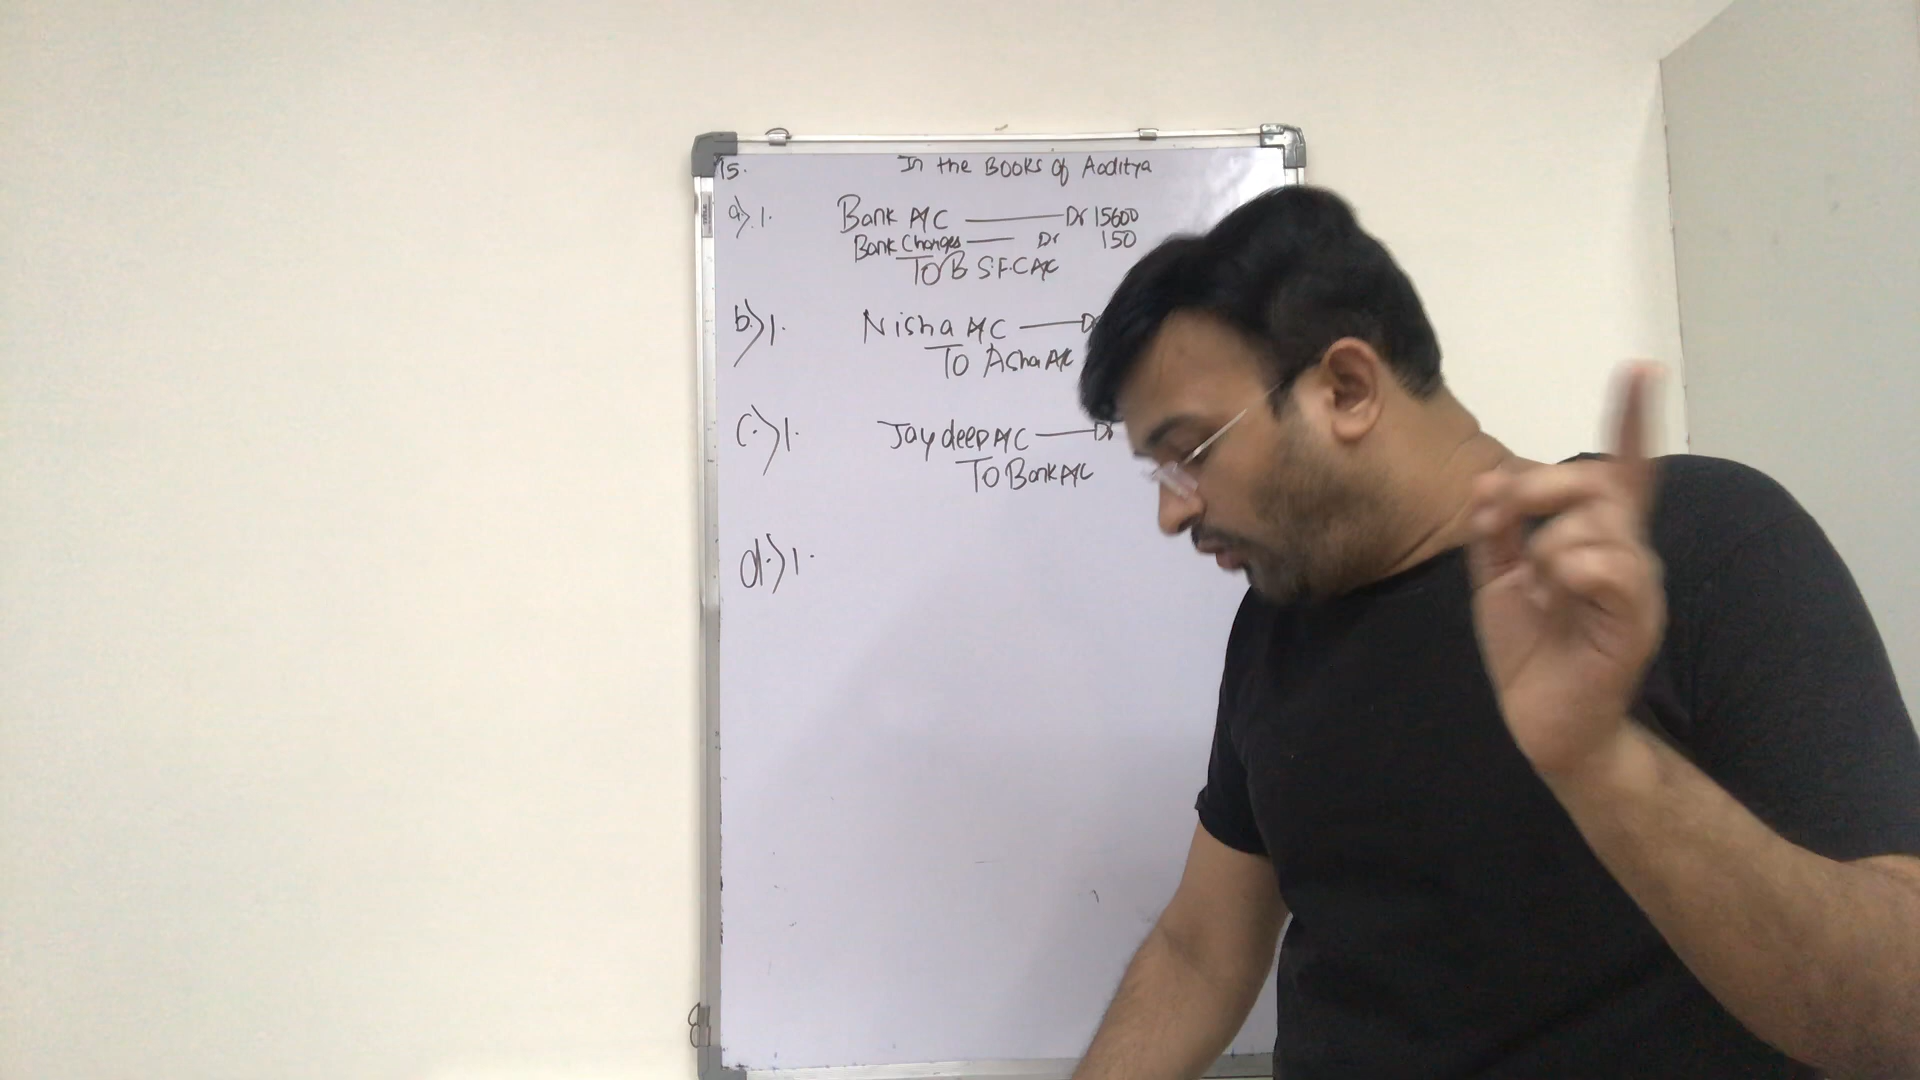 15.
In the Books of Aaditya
a) 1. Bank A/C Dr 15600
Bank Charges Dr 150
To B S.F.C A/C
b) 1. Nisha A/C
To Asha A/C
c.) 1. Jaydeep A/C Dr
To Bank A/C
d.) 1.